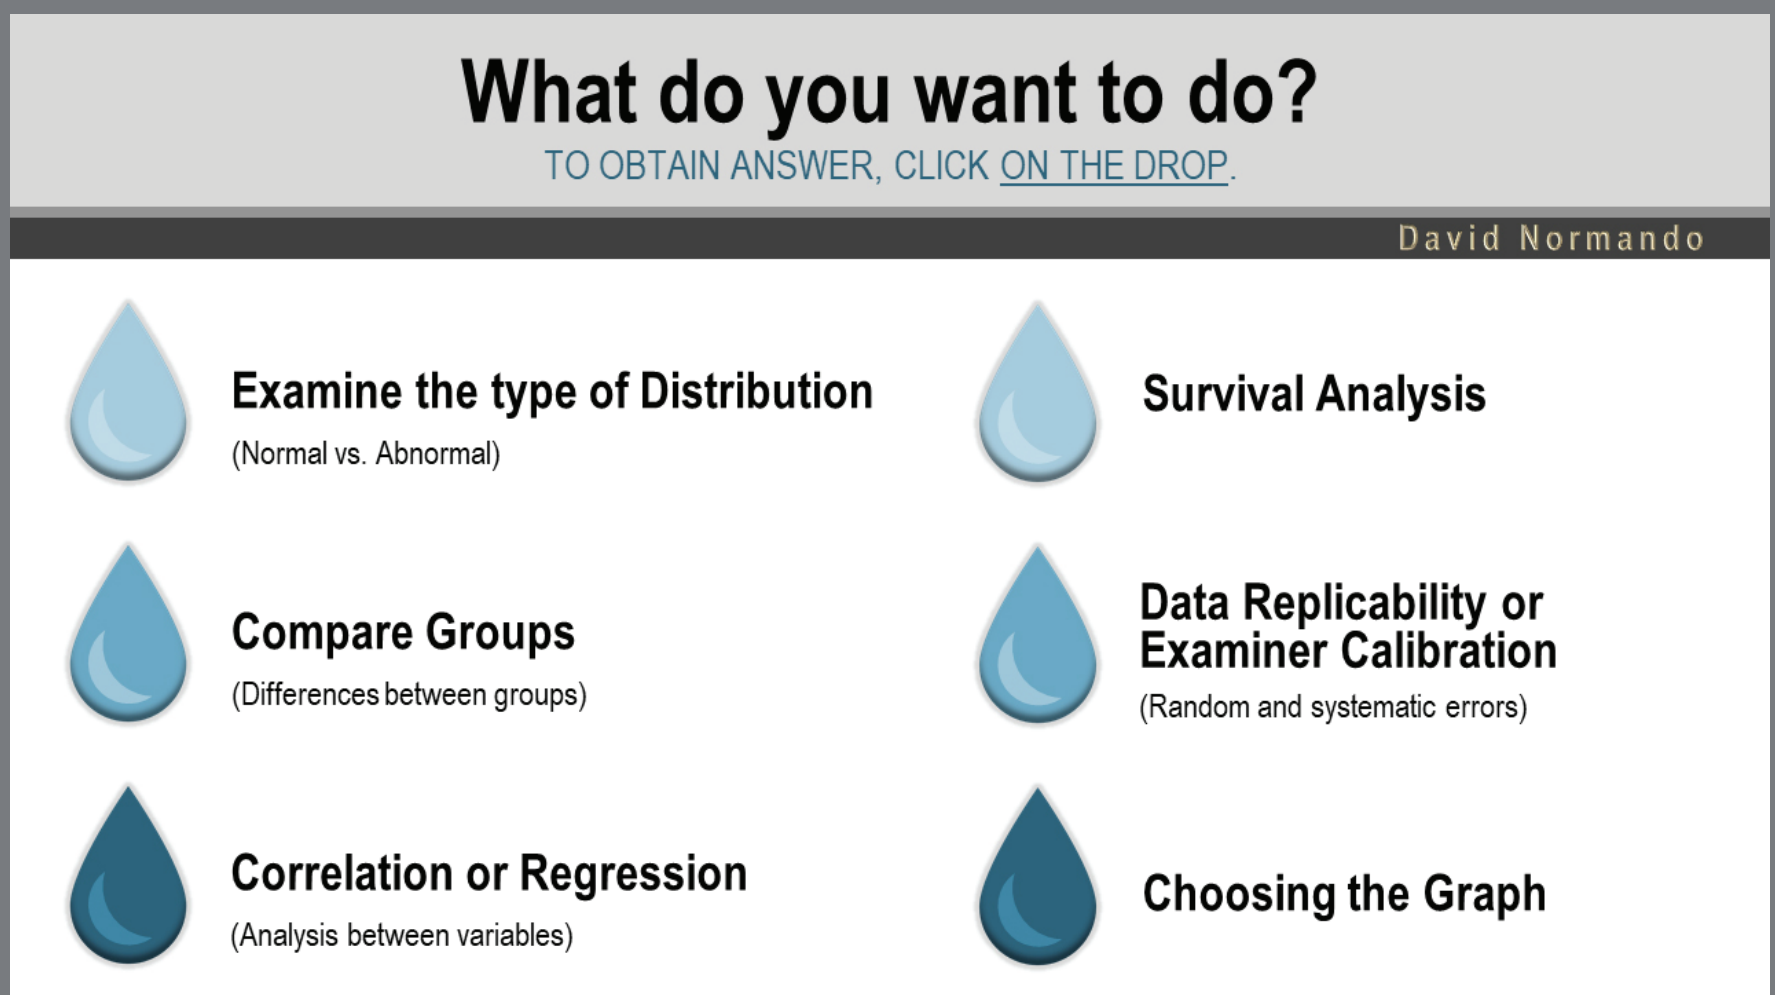 What do you want to do?
TO OBTAIN ANSWER, CLICK ON THE DROP.
David Normando
Examine the type of Distribution
(Normal vs. Abnormal)
Survival Analysis
Compare Groups
(Differences between groups)
Data Replicability or
Examiner Calibration
(Random and systematic errors)
Correlation or Regression
(Analysis between variables)
Choosing the Graph